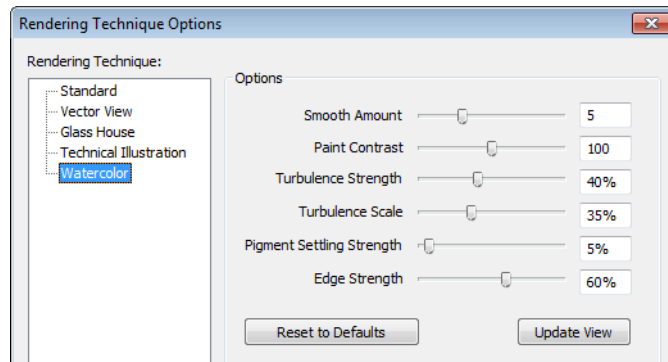 Rendering Technique Options
Rendering Technique:
Standard
Vector View
Glass House
Technical Illustration
Watercolor
Options
Smooth Amount 5
Paint Contrast 100
Turbulence Strength 40%
Turbulence Scale 35%
Pigment Settling Strength 5%
Edge Strength 60%
Reset to Defaults Update View